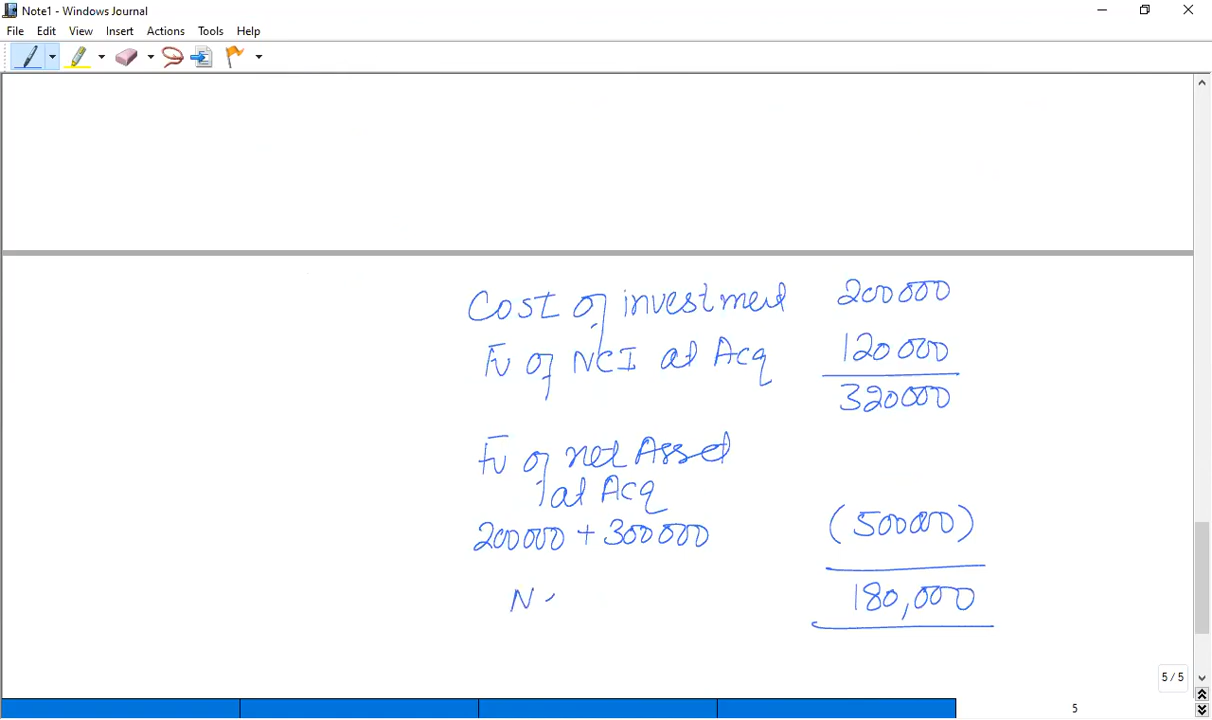 Note1 - Windows Journal
File Edit View Insert Actions Tools Help
Cost of investment 200000
Fv of NCI at Acq 120000
320000
Fv of net Asset
at Acq
200000 + 300000 (500000)
N. 180,000
5 / 5
5